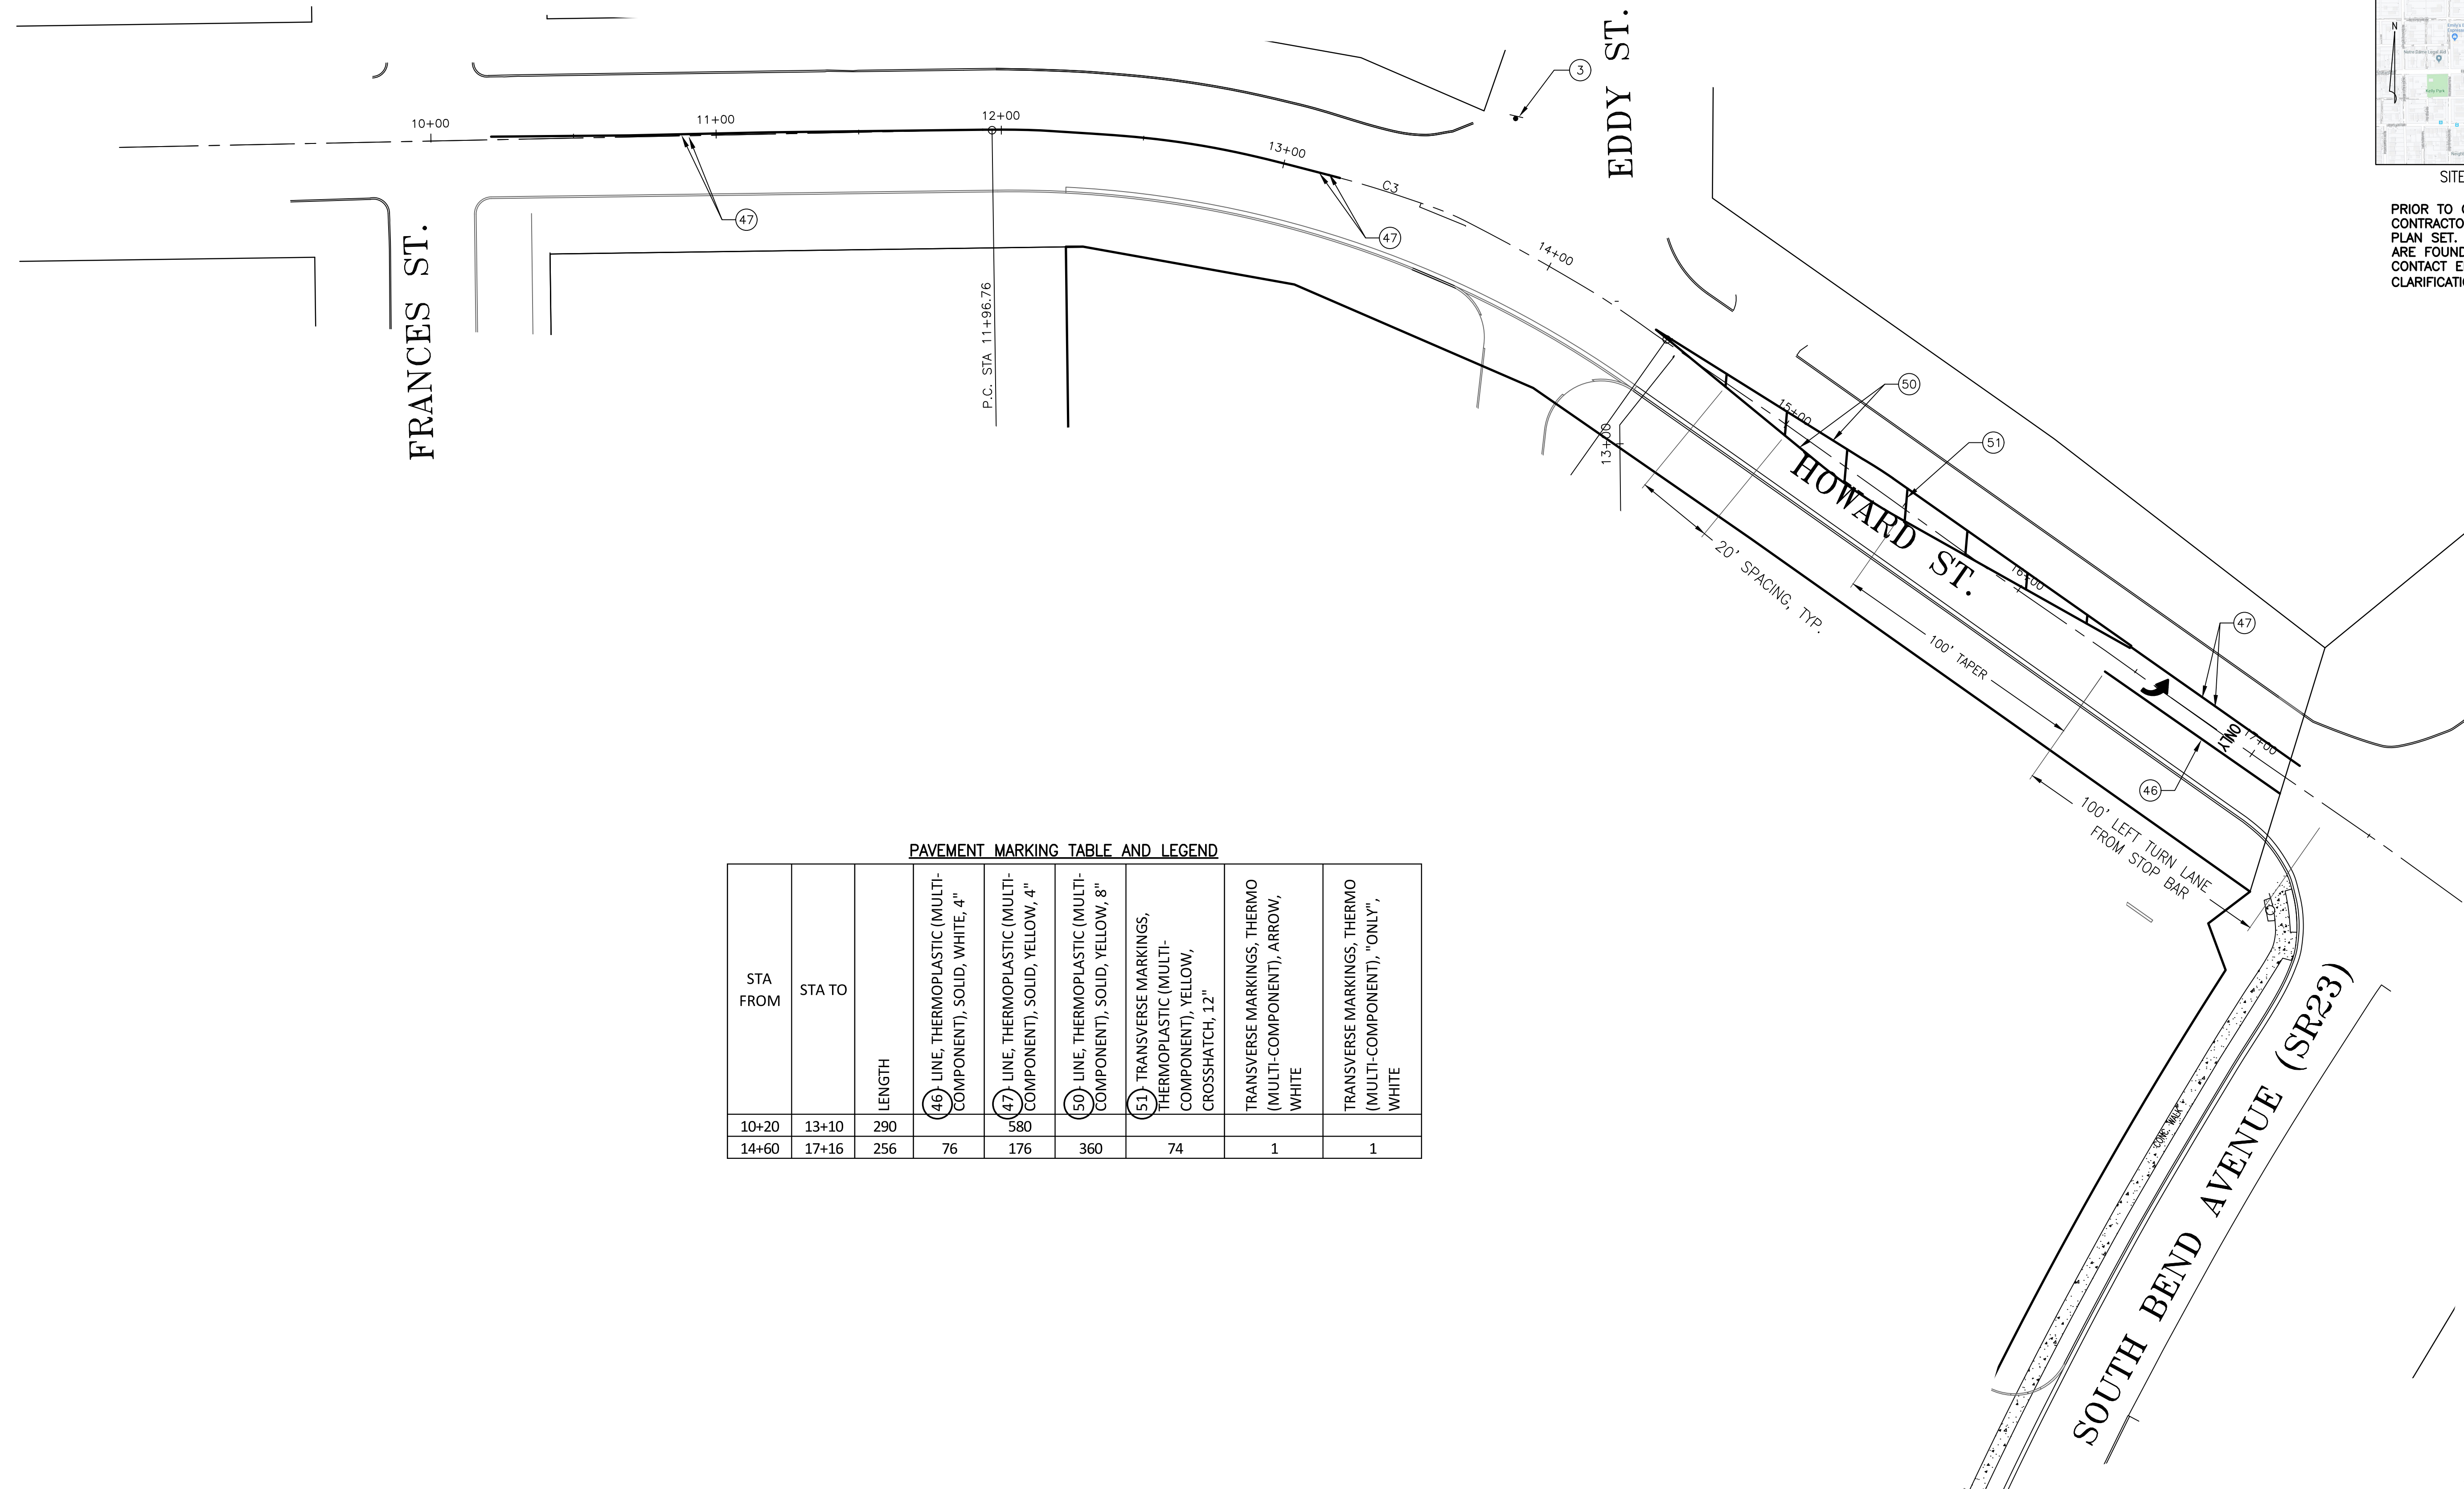 EDDY ST.
3
10+00
11+00
12+00
13+00
C3
14+00
47
47
FRANCES ST.
P.C. STA 11+96.76
N
Kelly Park
SITE
PRIOR TO
CONTRACTO
PLAN SET.
ARE FOUND
CONTACT E
CLARIFICATI
50
15+00
51
13+00
HOWARD ST.
16+00
20' SPACING, TYP.
100' TAPER
47
ONLY
17+00
46
100' LEFT TURN LANE
FROM STOP BAR
CONC. WALK
SOUTH BEND AVENUE (SR23)
PAVEMENT MARKING TABLE AND LEGEND
STA
FROM
STA TO
LENGTH
46 - LINE, THERMOPLASTIC (MULTI-
COMPONENT), SOLID, WHITE, 4"
47 - LINE, THERMOPLASTIC (MULTI-
COMPONENT), SOLID, YELLOW, 4"
50 - LINE, THERMOPLASTIC (MULTI-
COMPONENT), SOLID, YELLOW, 8"
51 - TRANSVERSE MARKINGS,
THERMOPLASTIC (MULTI-
COMPONENT), YELLOW,
CROSSHATCH, 12"
TRANSVERSE MARKINGS, THERMO
(MULTI-COMPONENT), ARROW,
WHITE
TRANSVERSE MARKINGS, THERMO
(MULTI-COMPONENT), "ONLY",
WHITE
10+20 13+10 290 580
14+60 17+16 256 76 176 360 74 1 1